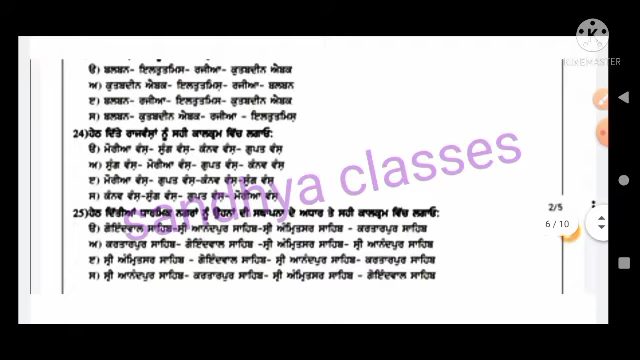 ੳ) ਬਲਬਨ- ਇਲਤੁਤਮਿਸ- ਰਜੀਆ- ਕੁਤਬਦੀਨ ਐਬਕ
ਅ) ਕੁਤਬਦੀਨ ਐਬਕ- ਇਲਤੁਤਮਿਸ਼- ਰਜੀਆ- ਬਲਬਨ
ੲ) ਬਲਬਨ- ਰਜੀਆ- ਇਲਤੁਤਮਿਸ- ਕੁਤਬਦੀਨ ਐਬਕ
ਸ) ਬਲਬਨ- ਕੁਤਬਦੀਨ ਐਬਕ- ਰਜੀਆ - ਇਲਤੁਤਮਿਸ਼
24)ਹੇਠ ਦਿੱਤੇ ਰਾਜਵੰਸ਼ਾਂ ਨੂੰ ਸਹੀ ਕਾਲਕ੍ਰਮ ਵਿੱਚ ਲਗਾਓ:
ੳ) ਮੌਰੀਆ ਵੰਸ਼- ਸੁੰਗ ਵੰਸ਼- ਕੰਨਵ ਵੰਸ਼- ਗੁਪਤ ਵੰਸ਼
ਅ) ਸੁੰਗ ਵੰਸ਼- ਮੌਰੀਆ ਵੰਸ਼- ਗੁਪਤ ਵੰਸ਼- ਕੰਨਵ ਵੰਸ਼
ੲ) ਮੌਰੀਆ ਵੰਸ਼- ਗੁਪਤ ਵੰਸ਼-ਕੰਨਵ ਵੰਸ਼-ਸੁੰਗ ਵੰਸ਼
ਸ) ਕੰਨਵ ਵੰਸ਼-ਸੁੰਗ ਵੰਸ਼- ਗੁਪਤ ਵੰਸ਼- ਮੌਰੀਆ ਵੰਸ਼
25)ਹੇਠ ਦਿੱਤੀਆਂ ਧਾਰਮਿਕ ਨਗਰਾਂ ਨੂੰ ਉਹਨਾਂ ਦੀ ਸਥਾਪਨਾ ਦੇ ਅਧਾਰ ਤੇ ਸਹੀ ਕਾਲਕ੍ਰਮ ਵਿੱਚ ਲਗਾਓ:
ੳ) ਗੋਇੰਦਵਾਲ ਸਾਹਿਬ-ਸ੍ਰੀ ਆਨੰਦਪੁਰ ਸਾਹਿਬ-ਸ੍ਰੀ ਅੰਮ੍ਰਿਤਸਰ ਸਾਹਿਬ - ਕਰਤਾਰਪੁਰ ਸਾਹਿਬ
ਅ) ਕਰਤਾਰਪੁਰ ਸਾਹਿਬ- ਗੋਇੰਦਵਾਲ ਸਾਹਿਬ -ਸ੍ਰੀ ਅੰਮ੍ਰਿਤਸਰ ਸਾਹਿਬ- ਸ੍ਰੀ ਆਨੰਦਪੁਰ ਸਾਹਿਬ
ੲ) ਸ੍ਰੀ ਅੰਮ੍ਰਿਤਸਰ ਸਾਹਿਬ - ਗੋਇੰਦਵਾਲ ਸਾਹਿਬ- ਸ੍ਰੀ ਆਨੰਦਪੁਰ ਸਾਹਿਬ- ਕਰਤਾਰਪੁਰ ਸਾਹਿਬ
ਸ) ਸ੍ਰੀ ਆਨੰਦਪੁਰ ਸਾਹਿਬ- ਕਰਤਾਰਪੁਰ ਸਾਹਿਬ- ਸ੍ਰੀ ਅੰਮ੍ਰਿਤਸਰ ਸਾਹਿਬ - ਗੋਇੰਦਵਾਲ ਸਾਹਿਬ
sandhya classes
2/5
6 / 10
KINEMASTER